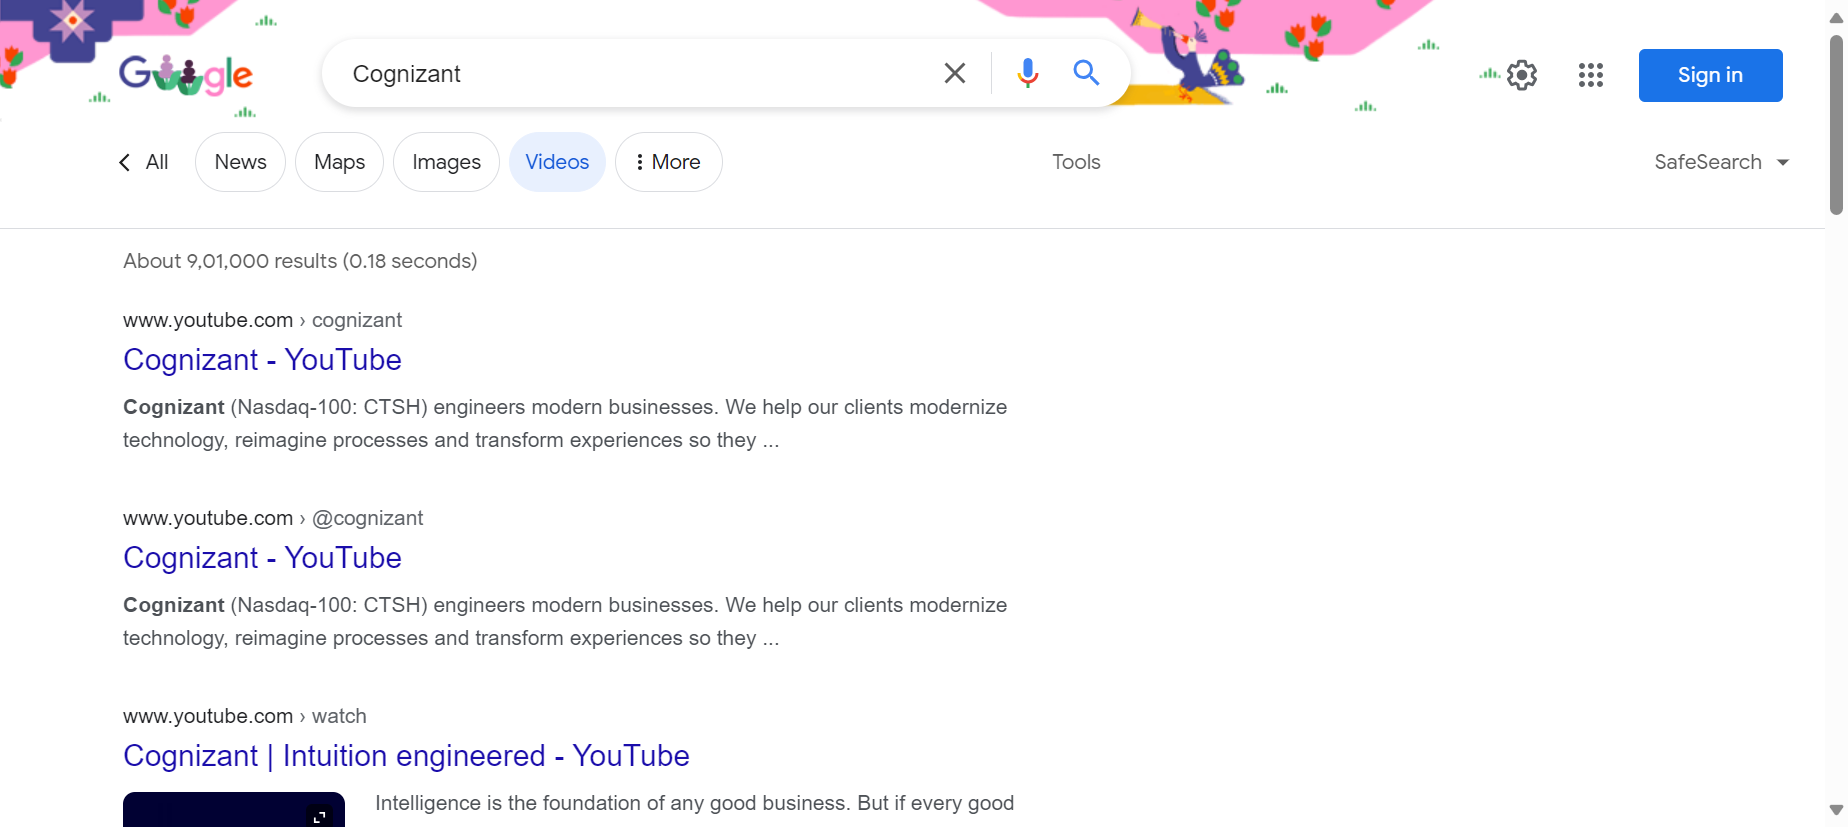 Google
Cognizant
Sign in
All
News
Maps
Images
Videos
More
Tools
SafeSearch
About 9,01,000 results (0.18 seconds)
www.youtube.com › cognizant
Cognizant - YouTube
Cognizant (Nasdaq-100: CTSH) engineers modern businesses. We help our clients modernize
technology, reimagine processes and transform experiences so they ...
www.youtube.com › @cognizant
Cognizant - YouTube
Cognizant (Nasdaq-100: CTSH) engineers modern businesses. We help our clients modernize
technology, reimagine processes and transform experiences so they ...
www.youtube.com › watch
Cognizant | Intuition engineered - YouTube
Intelligence is the foundation of any good business. But if every good